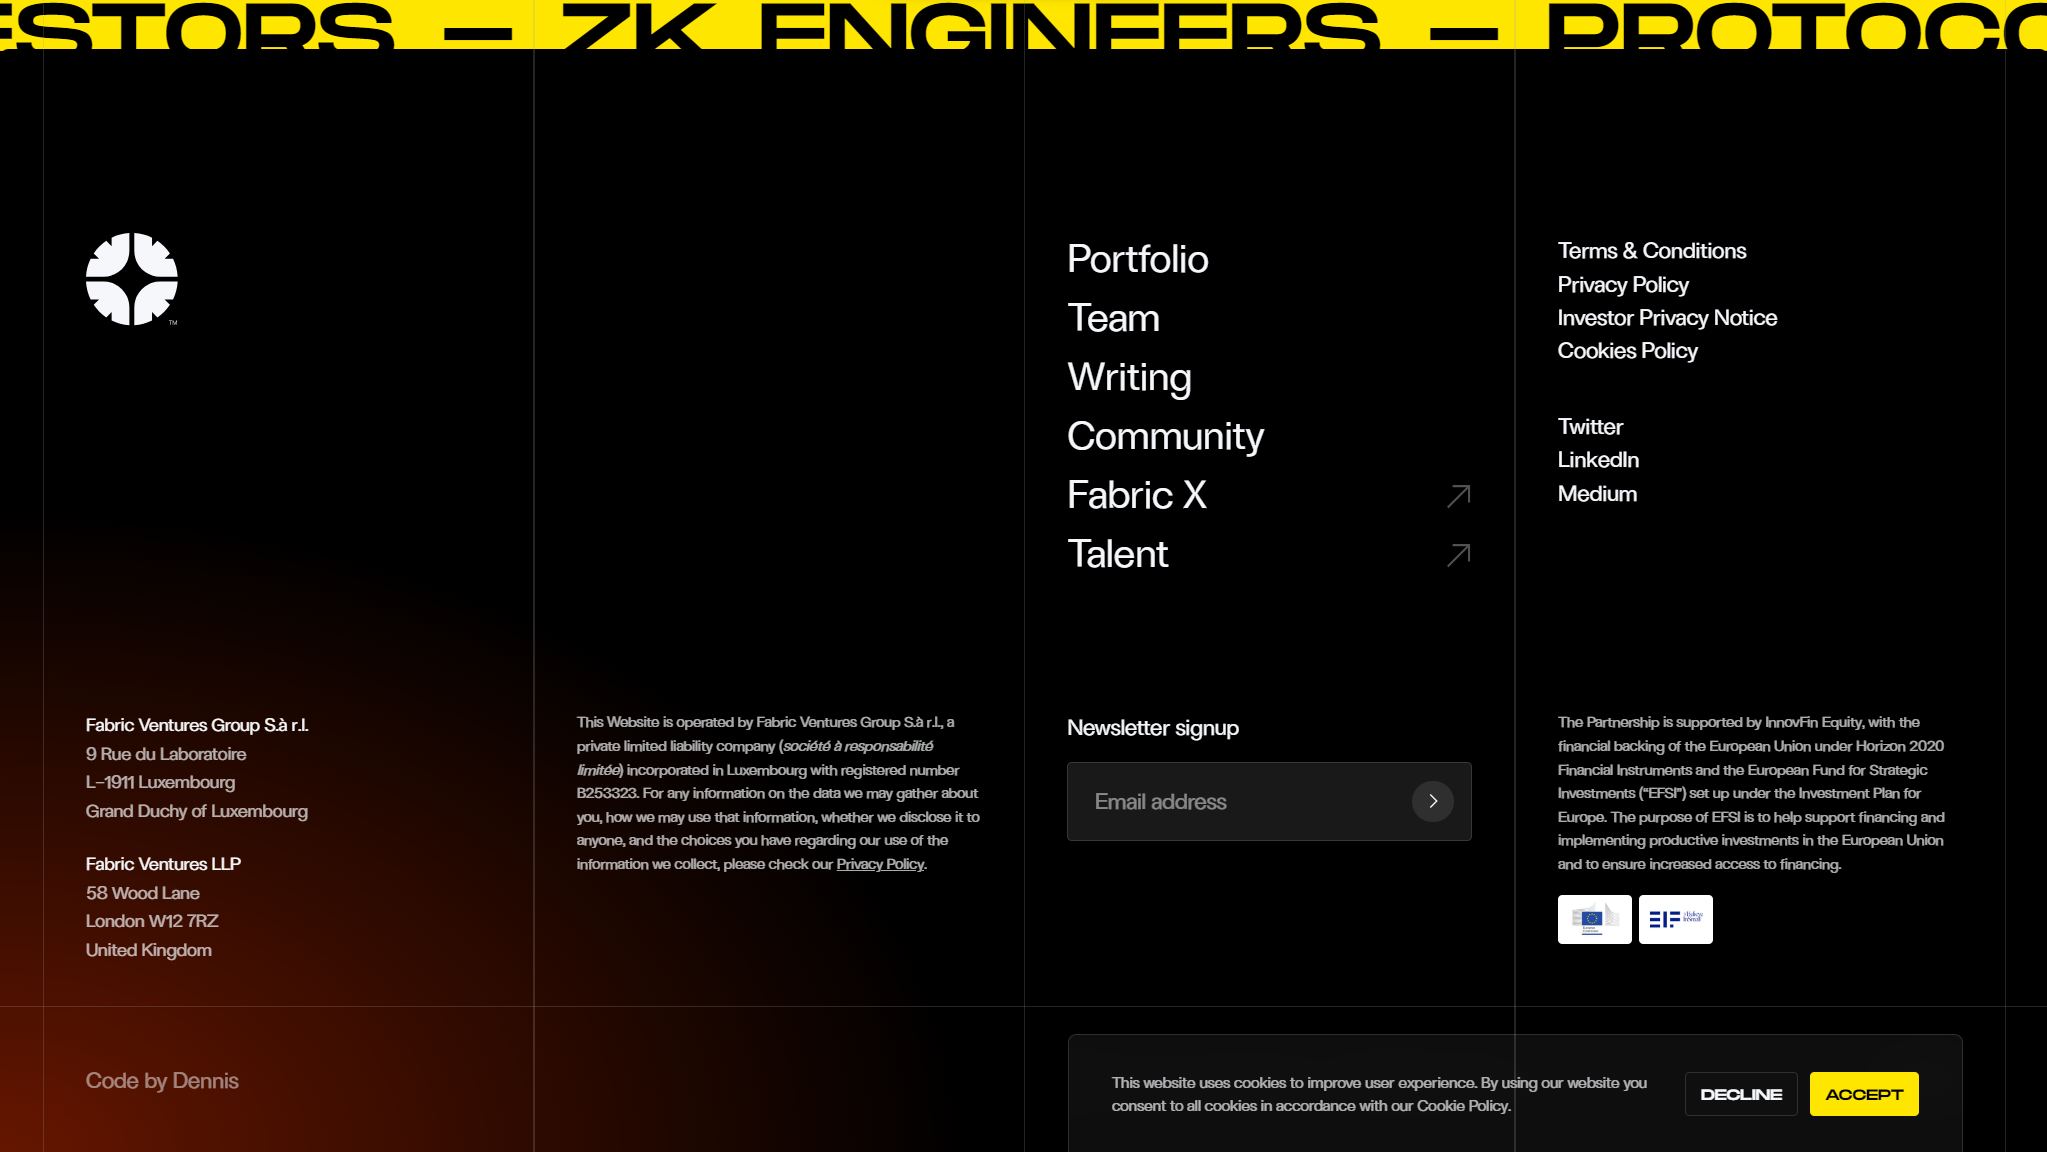 ESTORS — ZK ENGINEERS — PROTOCO
TM
Portfolio
Team
Writing
Community
Fabric X
Talent
Terms & Conditions
Privacy Policy
Investor Privacy Notice
Cookies Policy
Twitter
LinkedIn
Medium
Fabric Ventures Group S.à r.l.
9 Rue du Laboratoire
L–1911 Luxembourg
Grand Duchy of Luxembourg
Fabric Ventures LLP
58 Wood Lane
London W12 7RZ
United Kingdom
This Website is operated by Fabric Ventures Group S.à r.l., a
private limited liability company (société à responsabilité
limitée) incorporated in Luxembourg with registered number
B253323. For any information on the data we may gather about
you, how we may use that information, whether we disclose it to
anyone, and the choices you have regarding our use of the
information we collect, please check our Privacy Policy.
Newsletter signup
Email address
The Partnership is supported by InnovFin Equity, with the
financial backing of the European Union under Horizon 2020
Financial Instruments and the European Fund for Strategic
Investments ("EFSI") set up under the Investment Plan for
Europe. The purpose of EFSI is to help support financing and
implementing productive investments in the European Union
and to ensure increased access to financing.
EIF
Code by Dennis
This website uses cookies to improve user experience. By using our website you
consent to all cookies in accordance with our Cookie Policy.
DECLINE
ACCEPT